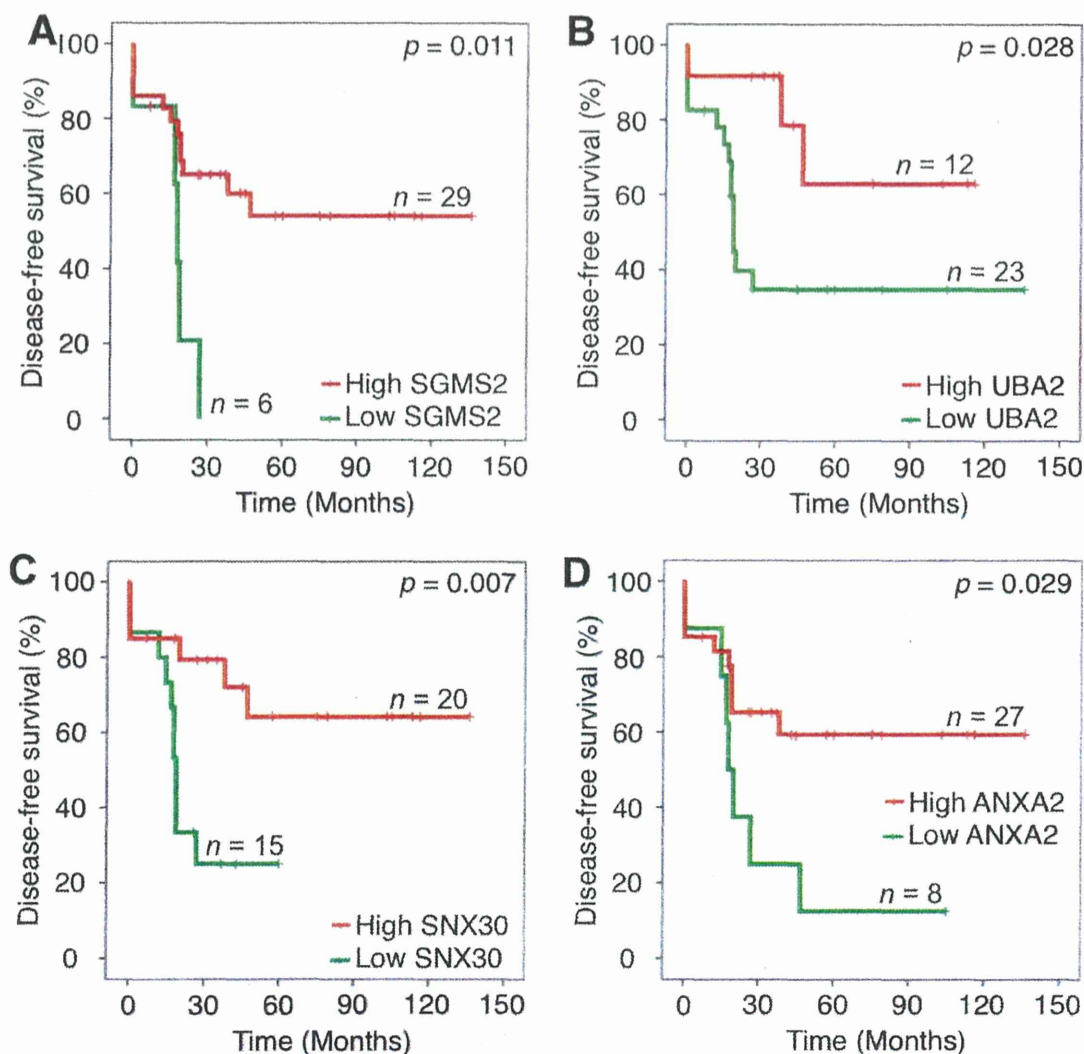 A
p = 0.011
Disease-free survival (%)
100
80
60
40
20
0
n = 29
n = 6
High SGMS2
Low SGMS2
0 30 60 90 120 150
Time (Months)
B
p = 0.028
Disease-free survival (%)
100
80
60
40
20
0
n = 12
n = 23
High UBA2
Low UBA2
0 30 60 90 120 150
Time (Months)
C
p = 0.007
Disease-free survival (%)
100
80
60
40
20
0
n = 20
n = 15
High SNX30
Low SNX30
0 30 60 90 120 150
Time (Months)
D
p = 0.029
Disease-free survival (%)
100
80
60
40
20
0
n = 27
High ANXA2
Low ANXA2
n = 8
0 30 60 90 120 150
Time (Months)